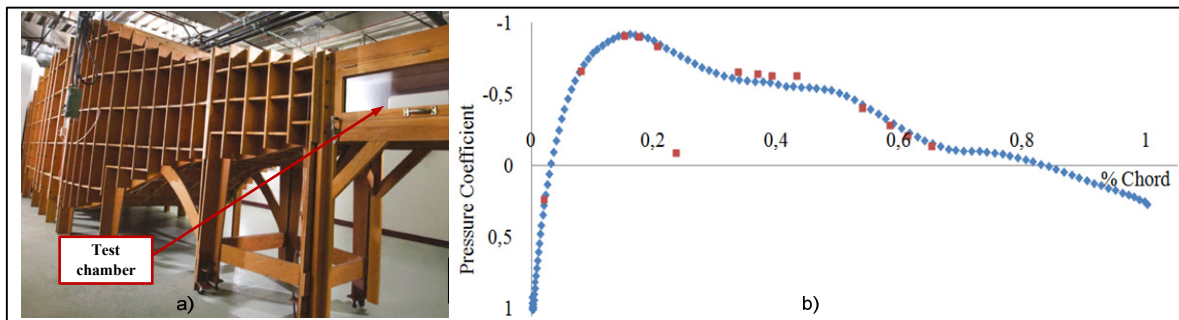 Test
chamber
a)
Pressure Coefficient
-1
-0,5
0
0,5
1
0
0,2
0,4
0,6
0,8
1
% Chord
b)